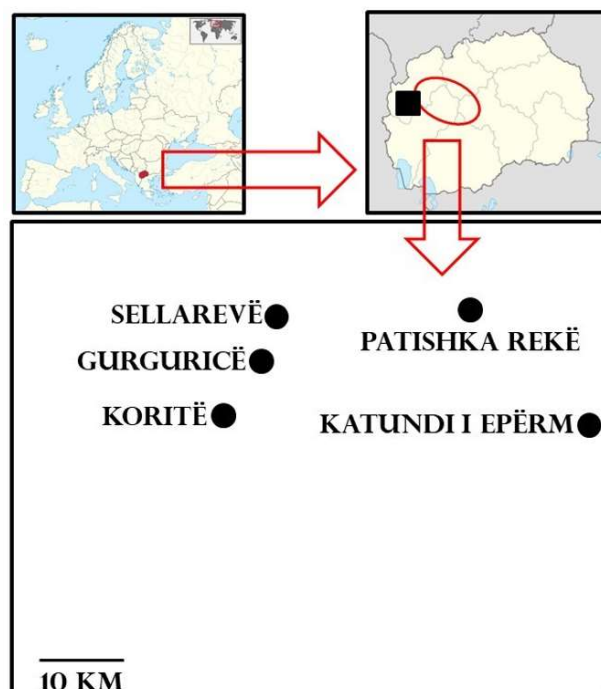 SELLAREVË
PATISHKA REKË
GURGURICË
KORITË
KATUNDI I EPËRM
10 KM